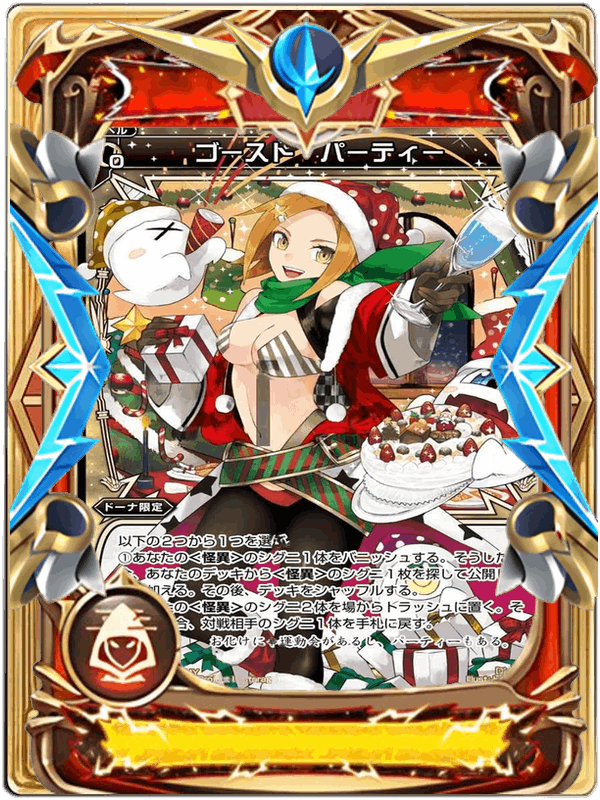 ベル
0
ゴースト・パーティー
ドーナ限定
以下の2つから1つを選
①あなたの<怪異>のシグニ1体をバニッシュする。そうした
、あなたのデッキから<怪異>のシグニ1枚を探して公開し
加える。その後、デッキをシャッフルする。
の<怪異>のシグニ2体を場からトラッシュに置く。そ
合、対戦相手のシグニ1体を手札に戻す。
お化けに運動会があるし、パーティーもある。